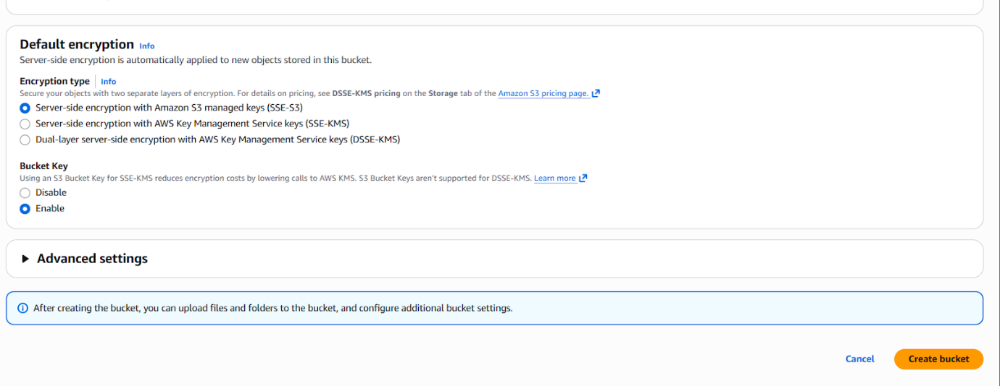 Default encryption Info
Server-side encryption is automatically applied to new objects stored in this bucket.
Encryption type Info
Secure your objects with two separate layers of encryption. For details on pricing, see DSSE-KMS pricing on the Storage tab of the Amazon S3 pricing page.
Server-side encryption with Amazon S3 managed keys (SSE-S3)
Server-side encryption with AWS Key Management Service keys (SSE-KMS)
Dual-layer server-side encryption with AWS Key Management Service keys (DSSE-KMS)
Bucket Key
Using an S3 Bucket Key for SSE-KMS reduces encryption costs by lowering calls to AWS KMS. S3 Bucket Keys aren't supported for DSSE-KMS. Learn more
Disable
Enable
Advanced settings
After creating the bucket, you can upload files and folders to the bucket, and configure additional bucket settings.
Cancel Create bucket